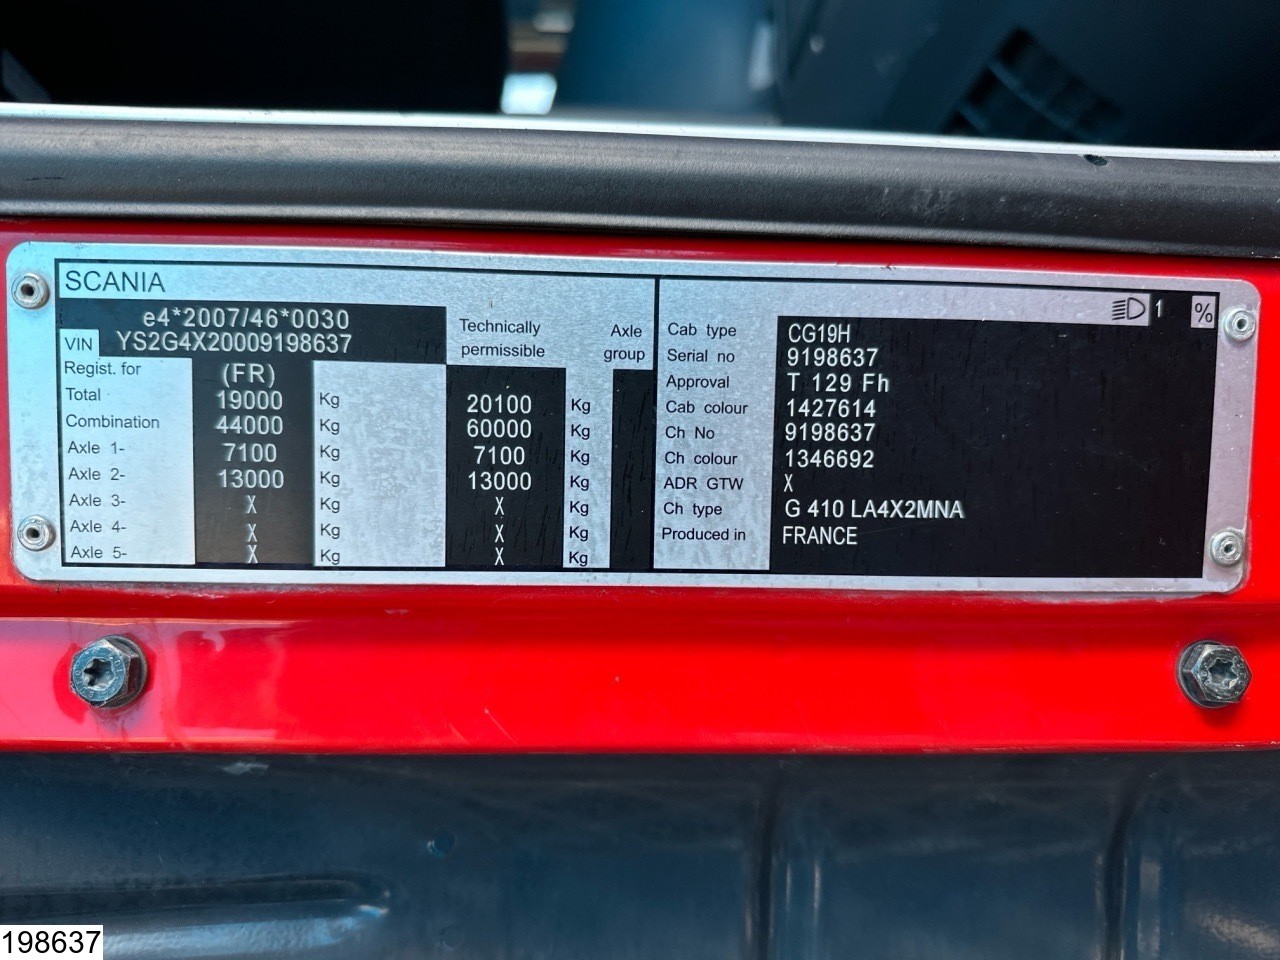 SCANIA
e4*2007/46*0030
VIN YS2G4X20009198637
Technically permissible Axle group
Regist. for (FR)
Total 19000 Kg 20100 Kg
Combination 44000 Kg 60000 Kg
Axle 1- 7100 Kg 7100 Kg
Axle 2- 13000 Kg 13000 Kg
Axle 3- X Kg X Kg
Axle 4- X Kg X Kg
Axle 5- X Kg X Kg
1 %
Cab type CG19H
Serial no 9198637
Approval T 129 Fh
Cab colour 1427614
Ch No 9198637
Ch colour 1346692
ADR GTW X
Ch type G 410 LA4X2MNA
Produced in FRANCE
198637